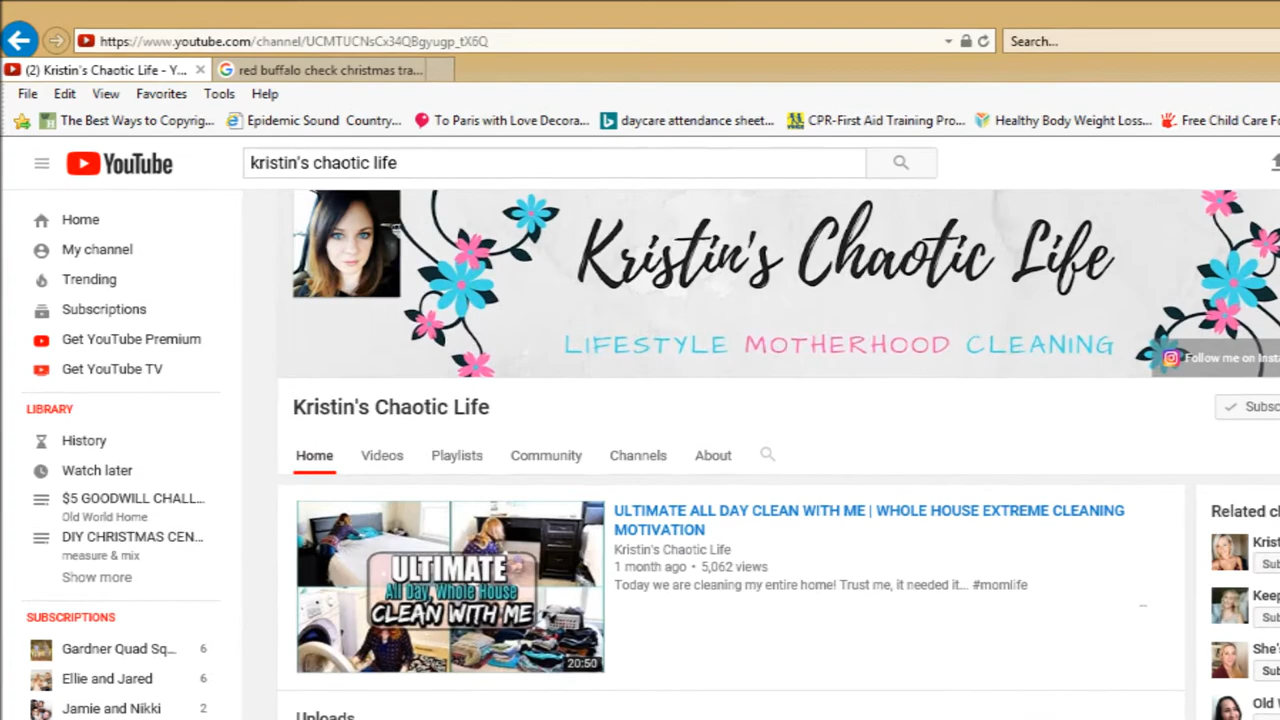 https://www.youtube.com/channel/UCMTUCNsCx34QBgyugp_tX6Q
Search...
(2) Kristin's Chaotic Life - Y...
red buffalo check christmas tra...
File Edit View Favorites Tools Help
The Best Ways to Copyrig... Epidemic Sound Country... To Paris with Love Decora... daycare attendance sheet... CPR-First Aid Training Pro... Healthy Body Weight Loss... Free Child Care Fo
YouTube
kristin's chaotic life
Home
My channel
Trending
Subscriptions
Get YouTube Premium
Get YouTube TV
LIBRARY
History
Watch later
$5 GOODWILL CHALL...
Old World Home
DIY CHRISTMAS CEN...
measure & mix
Show more
SUBSCRIPTIONS
Gardner Quad Sq... 6
Ellie and Jared 6
Jamie and Nikki 2
Kristin's Chaotic Life
LIFESTYLE MOTHERHOOD CLEANING
Follow me on Insta
Kristin's Chaotic Life
Subsc
Home Videos Playlists Community Channels About
ULTIMATE
All Day, Whole House
CLEAN WITH ME
20:50
ULTIMATE ALL DAY CLEAN WITH ME | WHOLE HOUSE EXTREME CLEANING
MOTIVATION
Kristin's Chaotic Life
1 month ago • 5,062 views
Today we are cleaning my entire home! Trust me, it needed it... #momlife
Uploads
Related c
Krist
Sub
Keep
Sub
She's
Sub
Old W